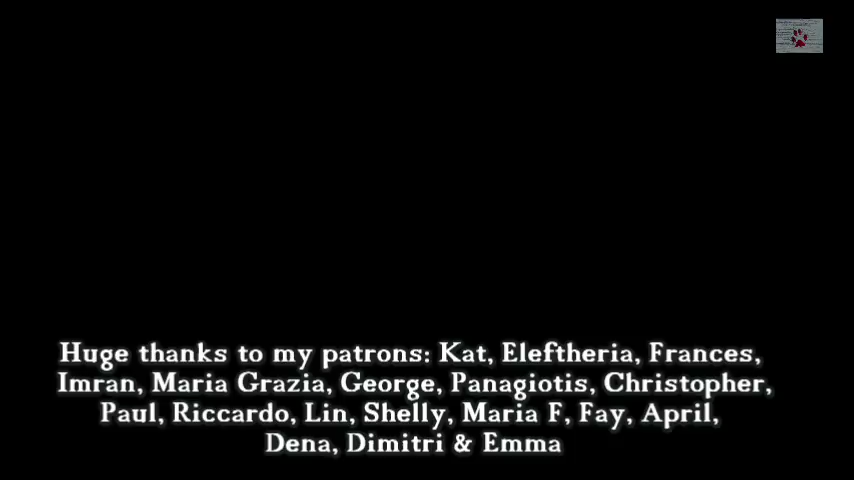 Huge thanks to my patrons: Kat, Eleftheria, Frances,
Imran, Maria Grazia, George, Panagiotis, Christopher,
Paul, Riccardo, Lin, Shelly, Maria F, Fay, April,
Dena, Dimitri & Emma